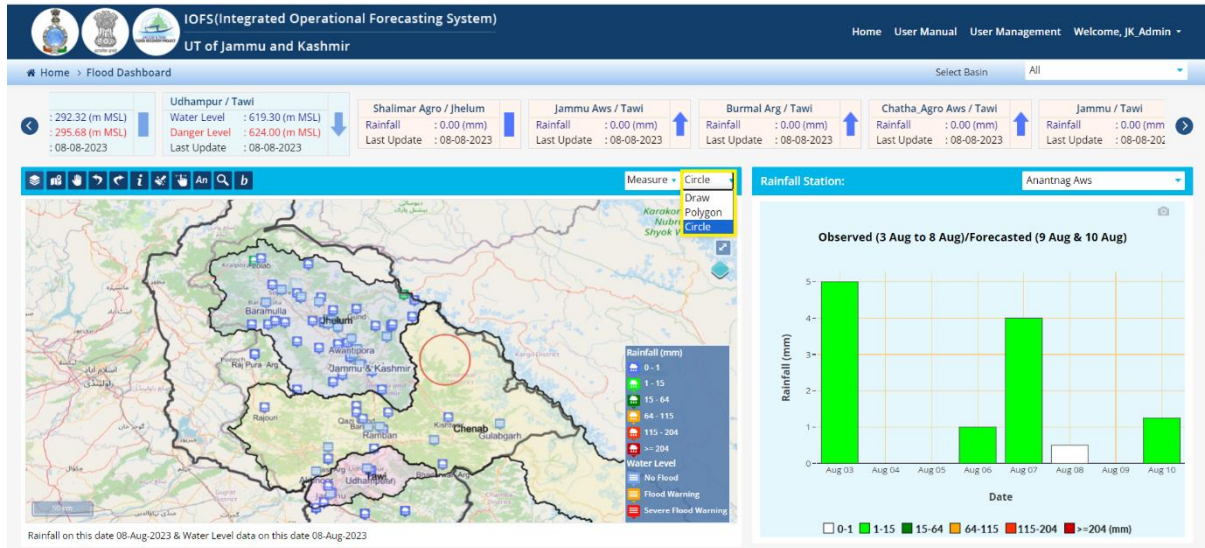 IOFS(Integrated Operational Forecasting System)
UT of Jammu and Kashmir
Home User Manual User Management Welcome, JK_Admin
Home > Flood Dashboard
Select Basin All
: 292.32 (m MSL)
: 295.68 (m MSL)
: 08-08-2023
Udhampur / Tawi
Water Level : 619.30 (m MSL)
Danger Level : 624.00 (m MSL)
Last Update : 08-08-2023
Shalimar Agro / Jhelum
Rainfall : 0.00 (mm)
Last Update : 08-08-2023
Jammu Aws / Tawi
Rainfall : 0.00 (mm)
Last Update : 08-08-2023
Burmal Arg / Tawi
Rainfall : 0.00 (mm)
Last Update : 08-08-2023
Chatha_Agro Aws / Tawi
Rainfall : 0.00 (mm)
Last Update : 08-08-2023
Jammu / Tawi
Rainfall : 0.00 (mm
Last Update : 08-08-202
i An b
Measure Circle
Draw
Polygon
Circle
Baramulla
Jhelum
Awantipora
Raj Pura Arg
Jammu & Kashmir
Rajouri
Ramban
Chenab
Gulabgarh
Udhampur
Tawi
50 km
Rainfall (mm)
0 - 1
1 - 15
15 - 64
64 - 115
115 - 204
>= 204
Water Level
No Flood
Flood Warning
Severe Flood Warning
Rainfall on this date 08-Aug-2023 & Water Level data on this date 08-Aug-2023
Rainfall Station: Anantnag Aws
Observed (3 Aug to 8 Aug)/Forecasted (9 Aug & 10 Aug)
Rainfall (mm)
5
4
3
2
1
0
Aug 03 Aug 04 Aug 05 Aug 06 Aug 07 Aug 08 Aug 09 Aug 10
Date
0-1 1-15 15-64 64-115 115-204 >=204 (mm)